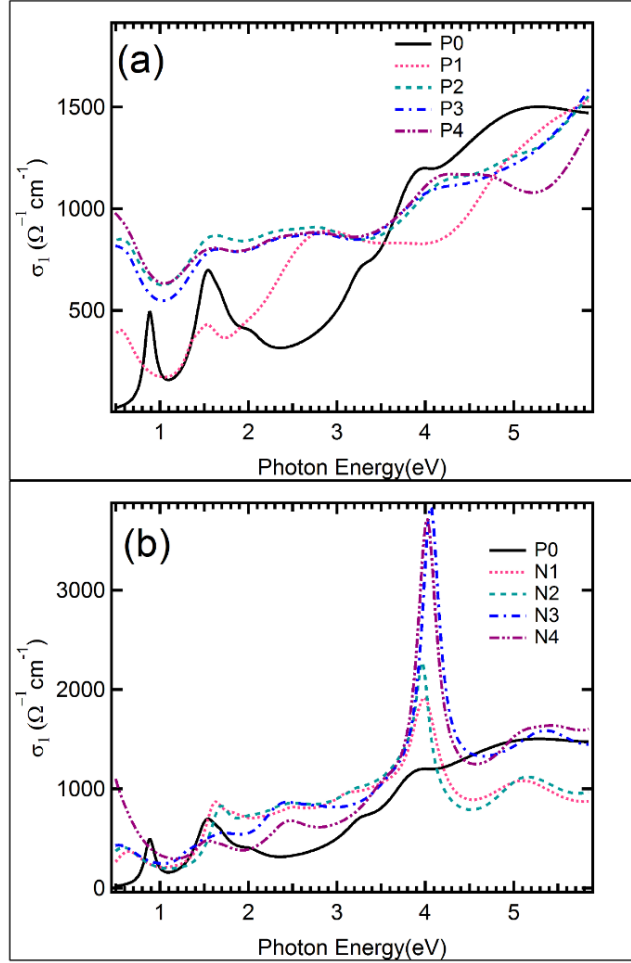 (a)
P0
P1
P2
P3
P4
1500
1000
500
σ₁ (Ω⁻¹ cm⁻¹)
1 2 3 4 5
Photon Energy(eV)
(b)
P0
N1
N2
N3
N4
3000
2000
1000
0
σ₁ (Ω⁻¹ cm⁻¹)
1 2 3 4 5
Photon Energy(eV)